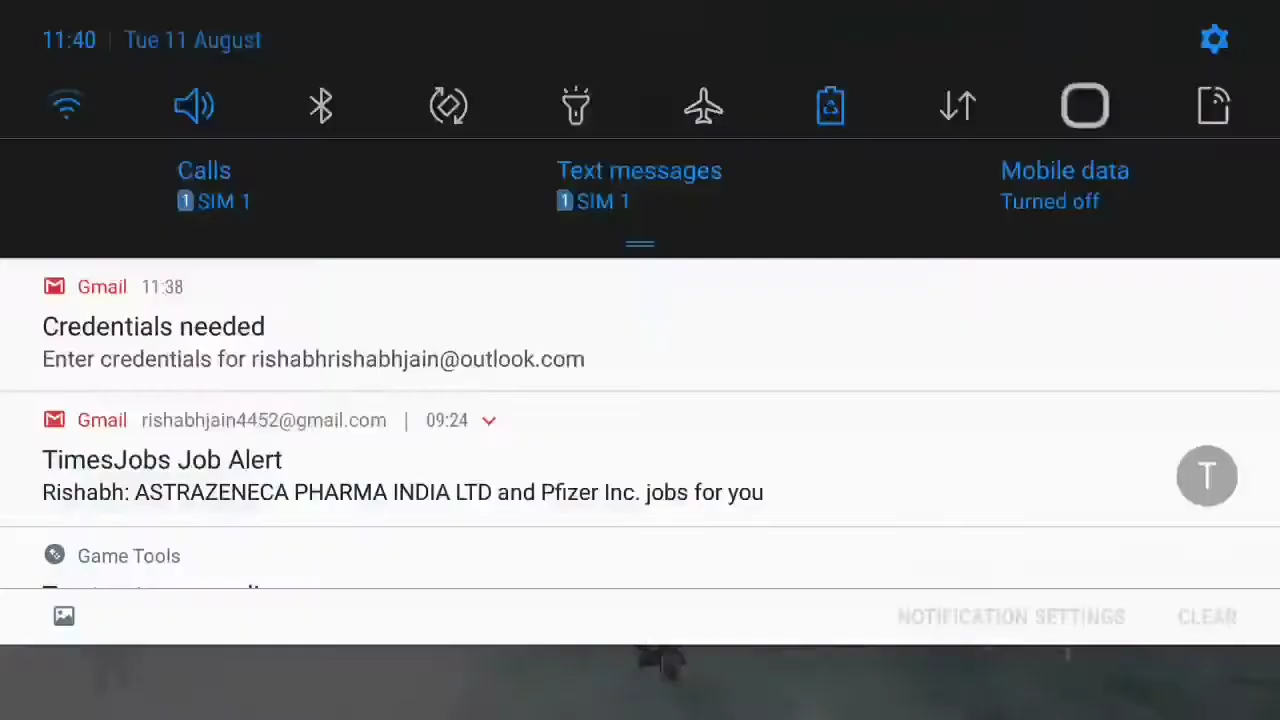 11:40 | Tue 11 August
Calls
1 SIM 1
Text messages
1 SIM 1
Mobile data
Turned off
Gmail 11:38
Credentials needed
Enter credentials for rishabhrishabhjain@outlook.com
Gmail rishabhjain4452@gmail.com | 09:24
TimesJobs Job Alert
Rishabh: ASTRAZENECA PHARMA INDIA LTD and Pfizer Inc. jobs for you
T
Game Tools
NOTIFICATION SETTINGS CLEAR